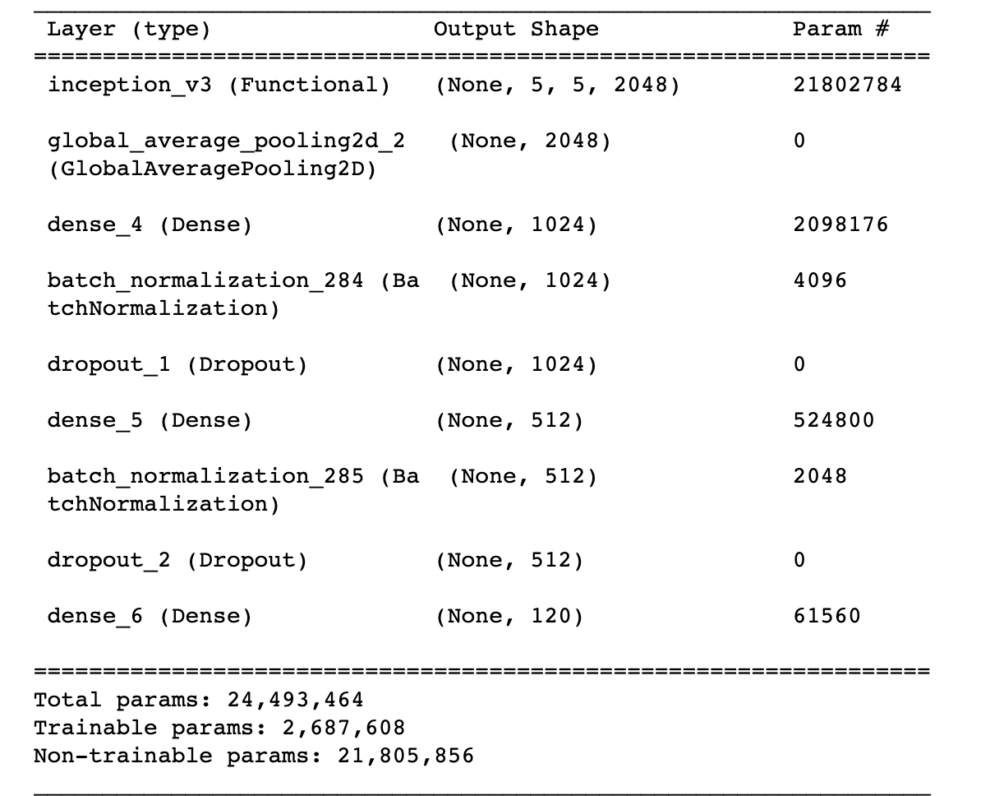 Layer (type) Output Shape Param #
=================================================================
inception_v3 (Functional) (None, 5, 5, 2048) 21802784
global_average_pooling2d_2 (None, 2048) 0
(GlobalAveragePooling2D)
dense_4 (Dense) (None, 1024) 2098176
batch_normalization_284 (Ba (None, 1024) 4096
tchNormalization)
dropout_1 (Dropout) (None, 1024) 0
dense_5 (Dense) (None, 512) 524800
batch_normalization_285 (Ba (None, 512) 2048
tchNormalization)
dropout_2 (Dropout) (None, 512) 0
dense_6 (Dense) (None, 120) 61560
=================================================================
Total params: 24,493,464
Trainable params: 2,687,608
Non-trainable params: 21,805,856